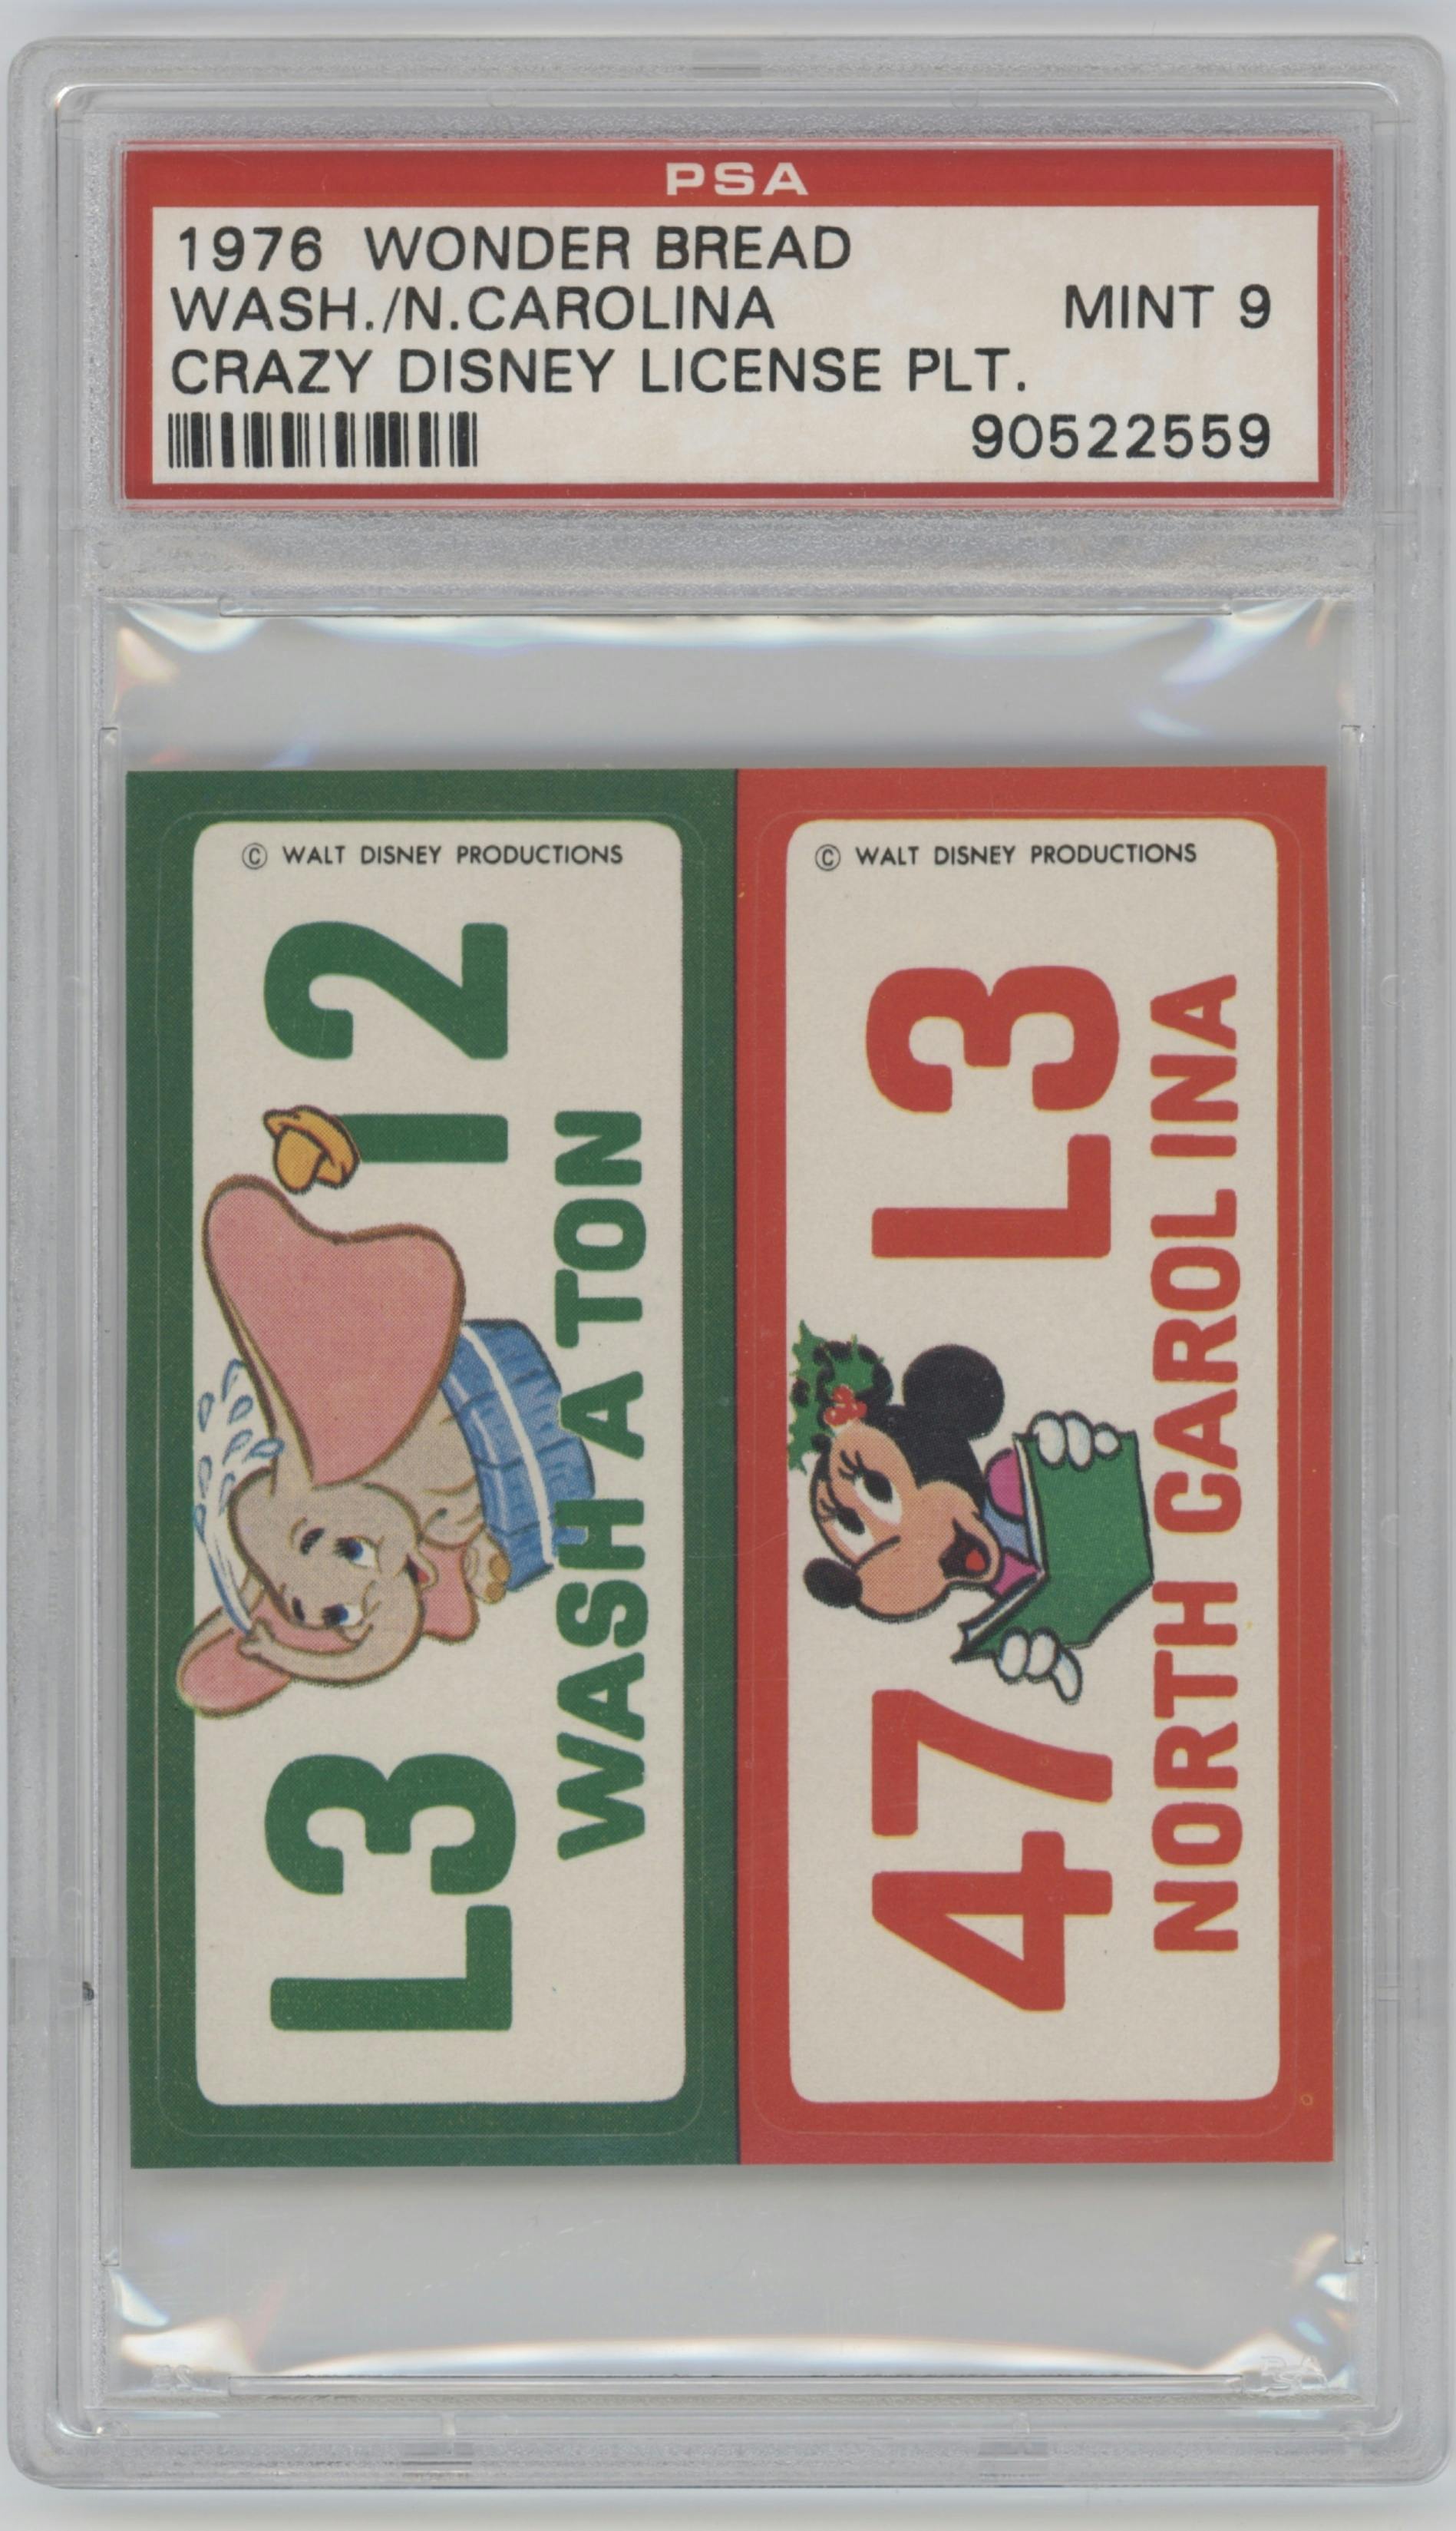 PSA
1976 WONDER BREAD
WASH./N.CAROLINA MINT 9
CRAZY DISNEY LICENSE PLT.
90522559
© WALT DISNEY PRODUCTIONS
L3 12
WASH A TON
© WALT DISNEY PRODUCTIONS
47 L3
NORTH CAROLINA
PSA